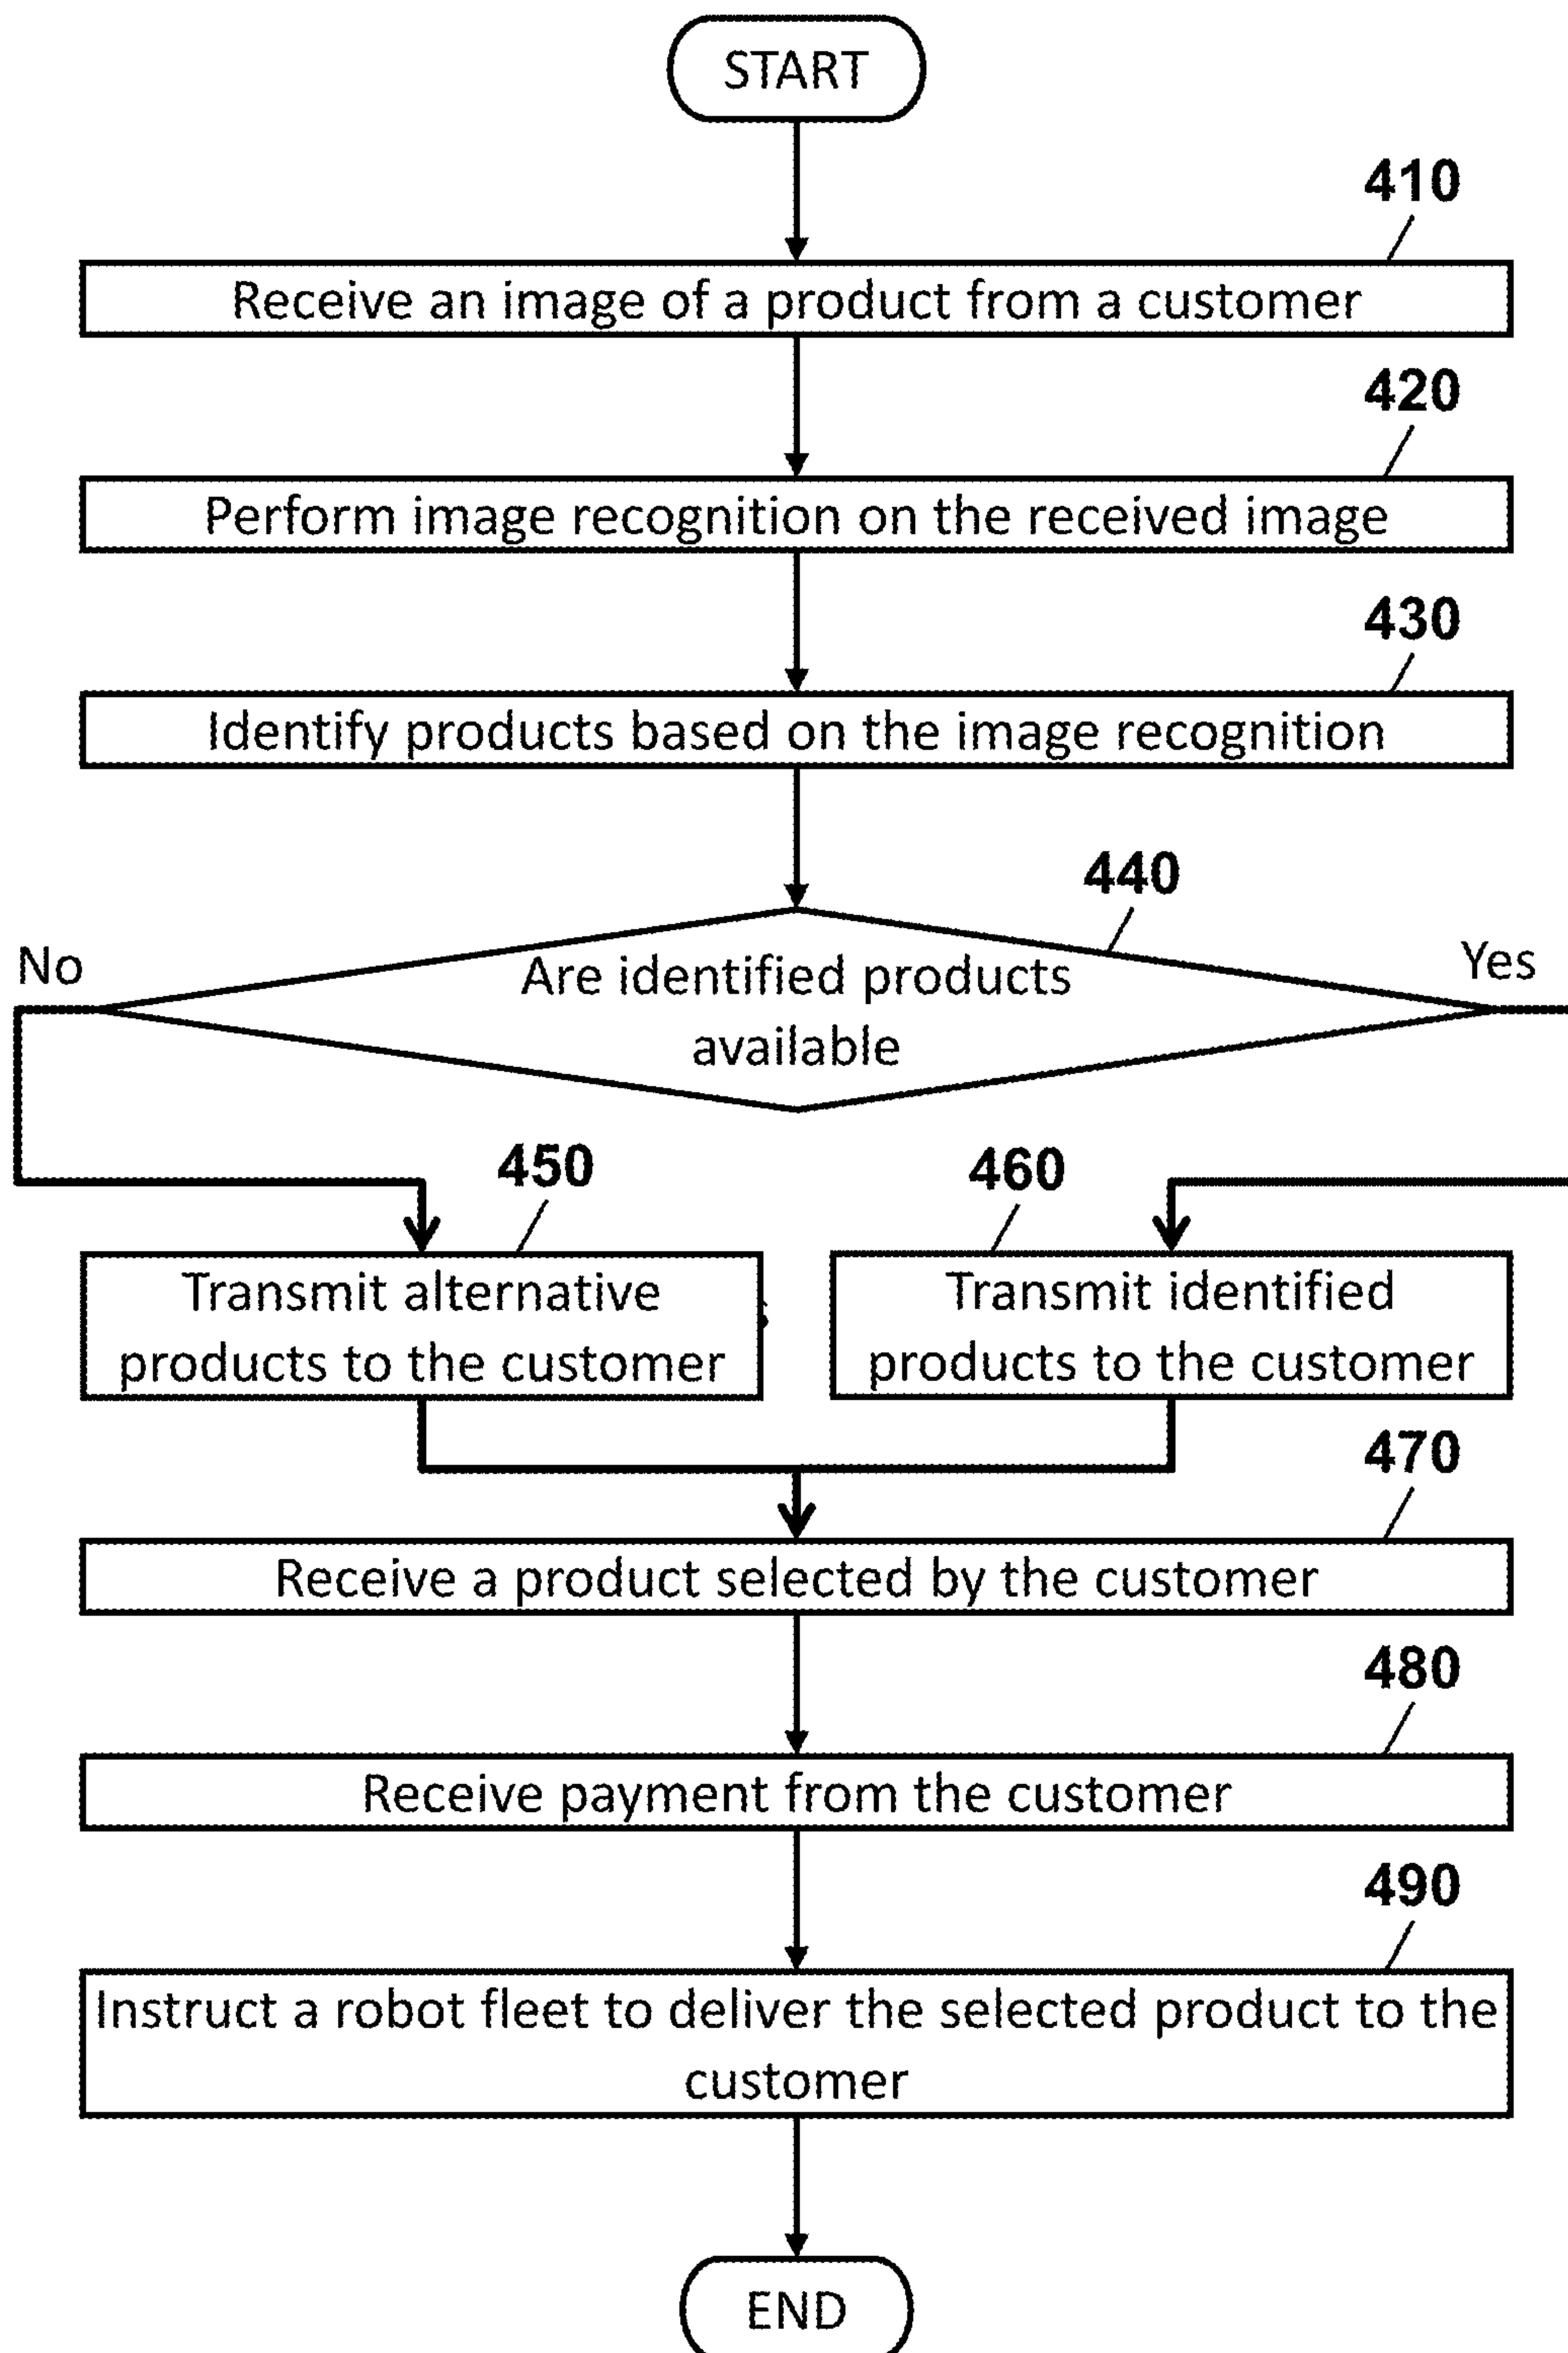 START
410
Receive an image of a product from a customer
420
Perform image recognition on the received image
430
Identify products based on the image recognition
440
No
Yes
Are identified products
available
450
460
Transmit alternative
products to the customer
Transmit identified
products to the customer
470
Receive a product selected by the customer
480
Receive payment from the customer
490
Instruct a robot fleet to deliver the selected product to the
customer
END